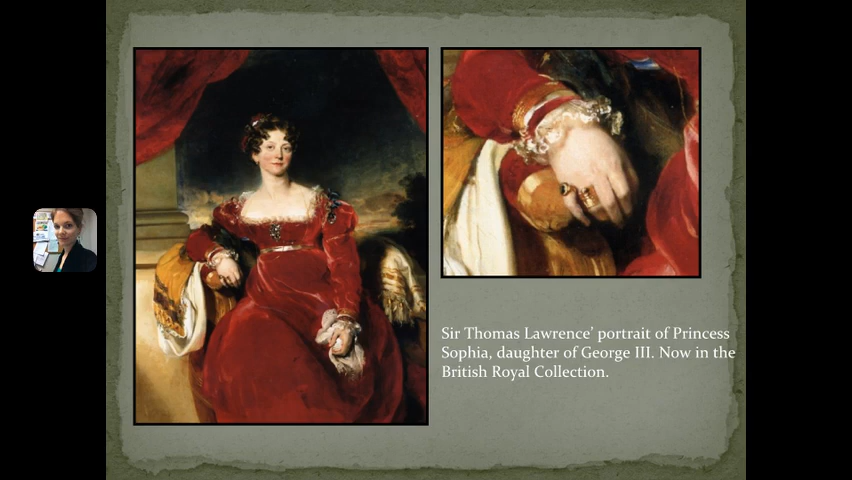 Sir Thomas Lawrence’ portrait of Princess
Sophia, daughter of George III. Now in the
British Royal Collection.